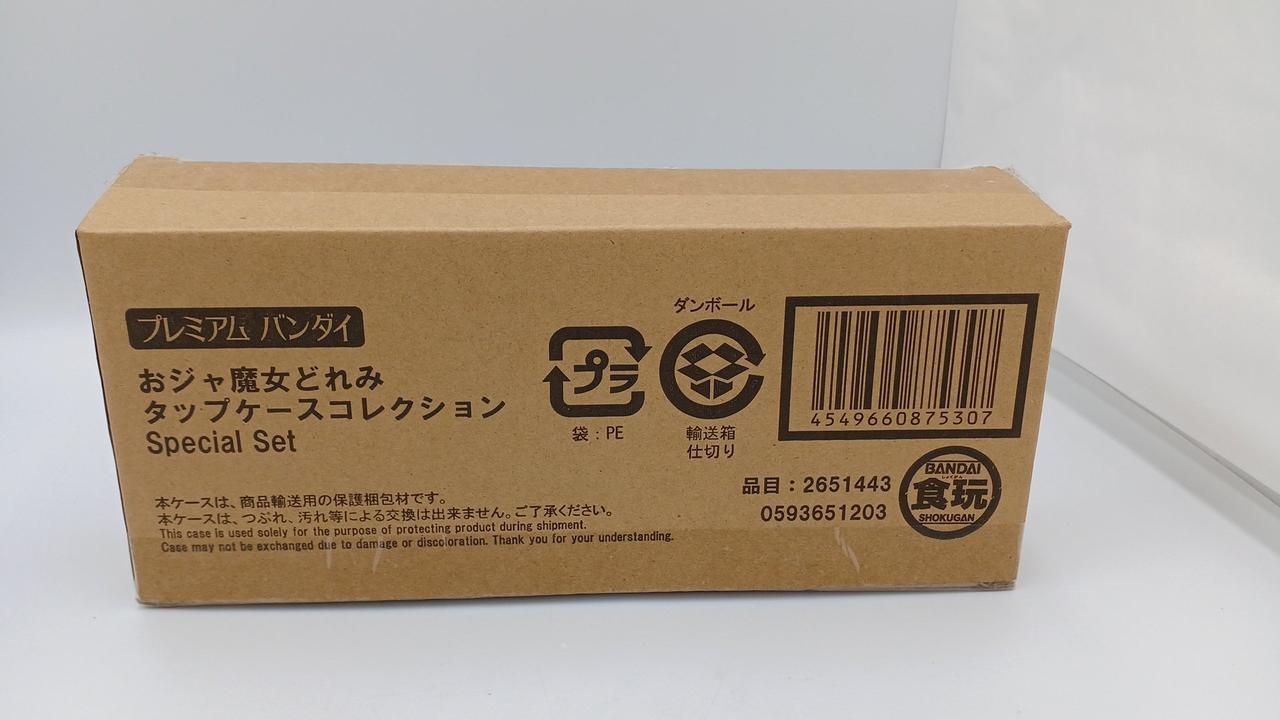 プレミアム バンダイ
おジャ魔女どれみ
タップケースコレクション
Special Set
本ケースは、商品輸送用の保護梱包材です。
本ケースは、つぶれ、汚れ等による交換は出来ません。ご了承ください。
This case is used solely for the purpose of protecting product during shipment.
Case may not be exchanged due to damage or discoloration. Thank you for your understanding.
プラ
袋：PE
ダンボール
輸送箱
仕切り
4549660875307
品目：2651443
0593651203
BANDAI
しょくがん
食玩
SHOKUGAN